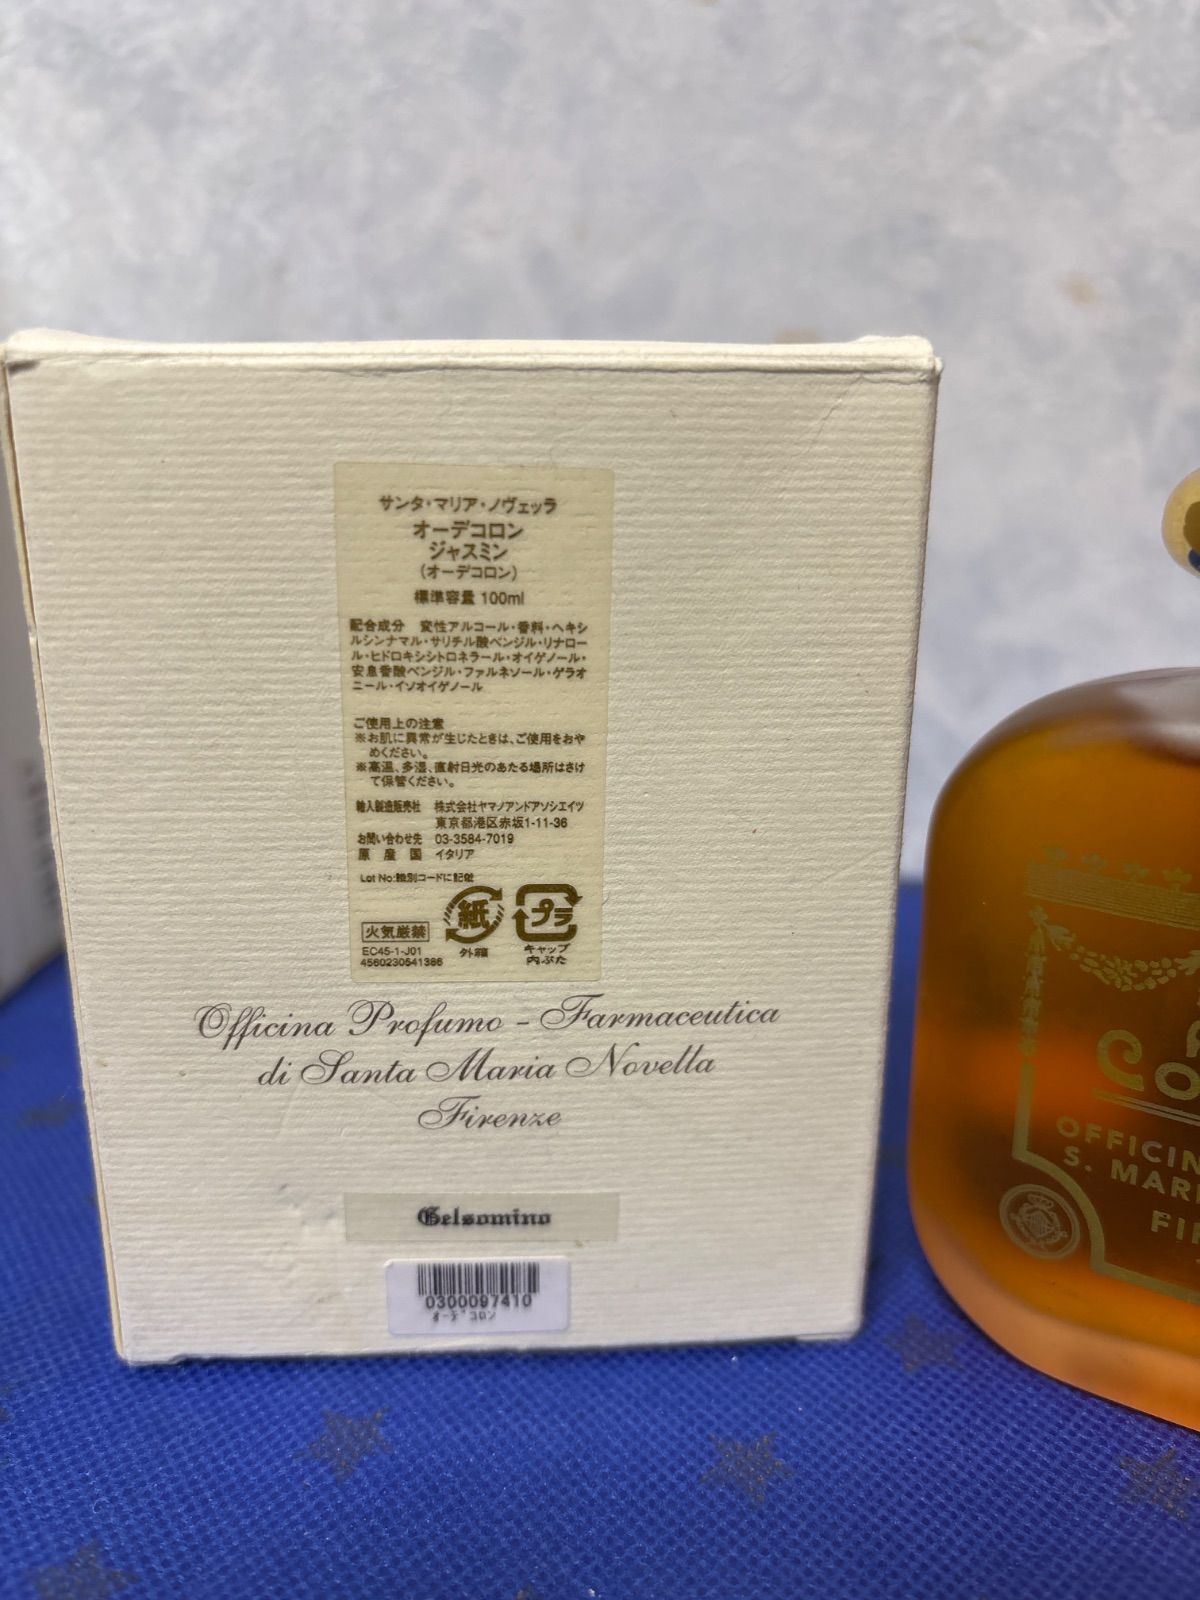 サンタ・マリア・ノヴェッラ
オーデコロン
ジャスミン
(オーデコロン)
標準容量 100ml
配合成分 変性アルコール・香料・ヘキシ
ルシンナマル・サリチル酸ベンジル・リナロー
ル・ヒドロキシシトロネラール・オイゲノール・
安息香酸ベンジル・ファルネソール・ゲラオ
ニール・イソオイゲノール
ご使用上の注意
※お肌に異常が生じたときは、ご使用をおや
めください。
※高温、多湿、直射日光のあたる場所はさけ
て保管ください。
輸入製造販売社 株式会社ヤマノアンドアソシエイツ
東京都港区赤坂1-11-36
お問い合わせ先 03-3584-7019
原産国 イタリア
Lot No:識別コードに記載
火気厳禁
EC45-1-J01
4560230541386
紙
外箱
プラ
キャップ
内ぶた
Officina Profumo - Farmaceutica
di Santa Maria Novella
Firenze
Gelsomino
0300097410
オーデコロン
Co
OFFICIN
S. MARI
FI